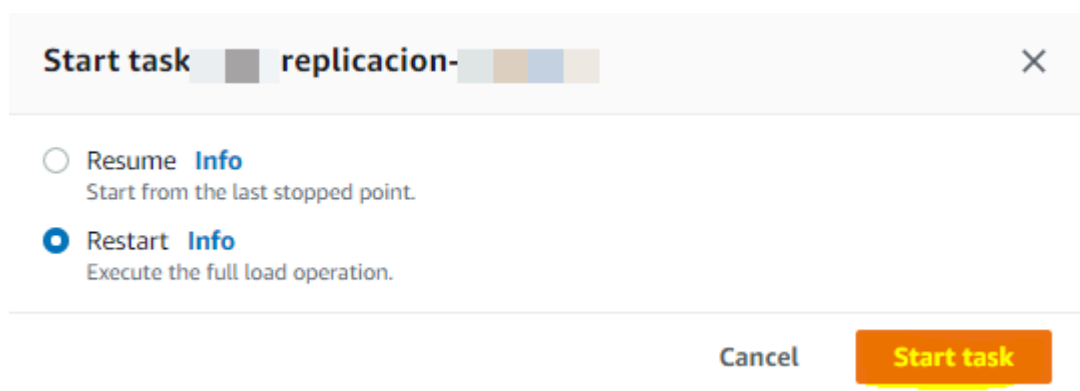 Start task replicacion-
Resume Info
Start from the last stopped point.
Restart Info
Execute the full load operation.
Cancel Start task